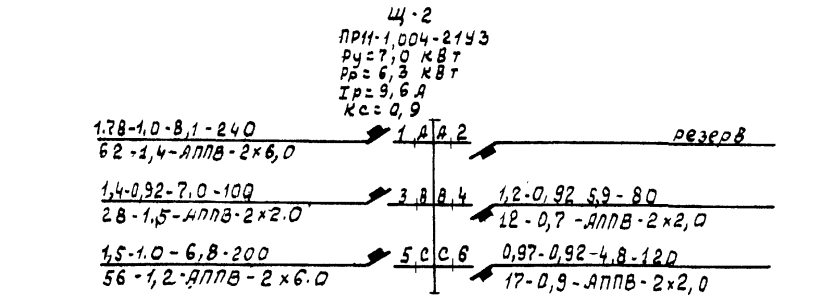 Щ-2
ПР11-1,004-21У3
Ру=7,0 кВт
Рр=6,3 кВт
Iр=9,6 А
Кс=0,9
1.78-1.0-8,1-240
1 А А 2
резерв
62-1,4-АППВ-2×6,0
1,4-0,92-7.0-100
3 В В 4
1,2-0,92 5,9-80
28-1.5-АППВ-2×2.0
12-0,7-АППВ-2×2,0
1,5-1.0-6,8-200
5 С С 6
0,97-0,92-4,8-120
56-1,2-АППВ-2×6.0
17-0,9-АППВ-2×2,0